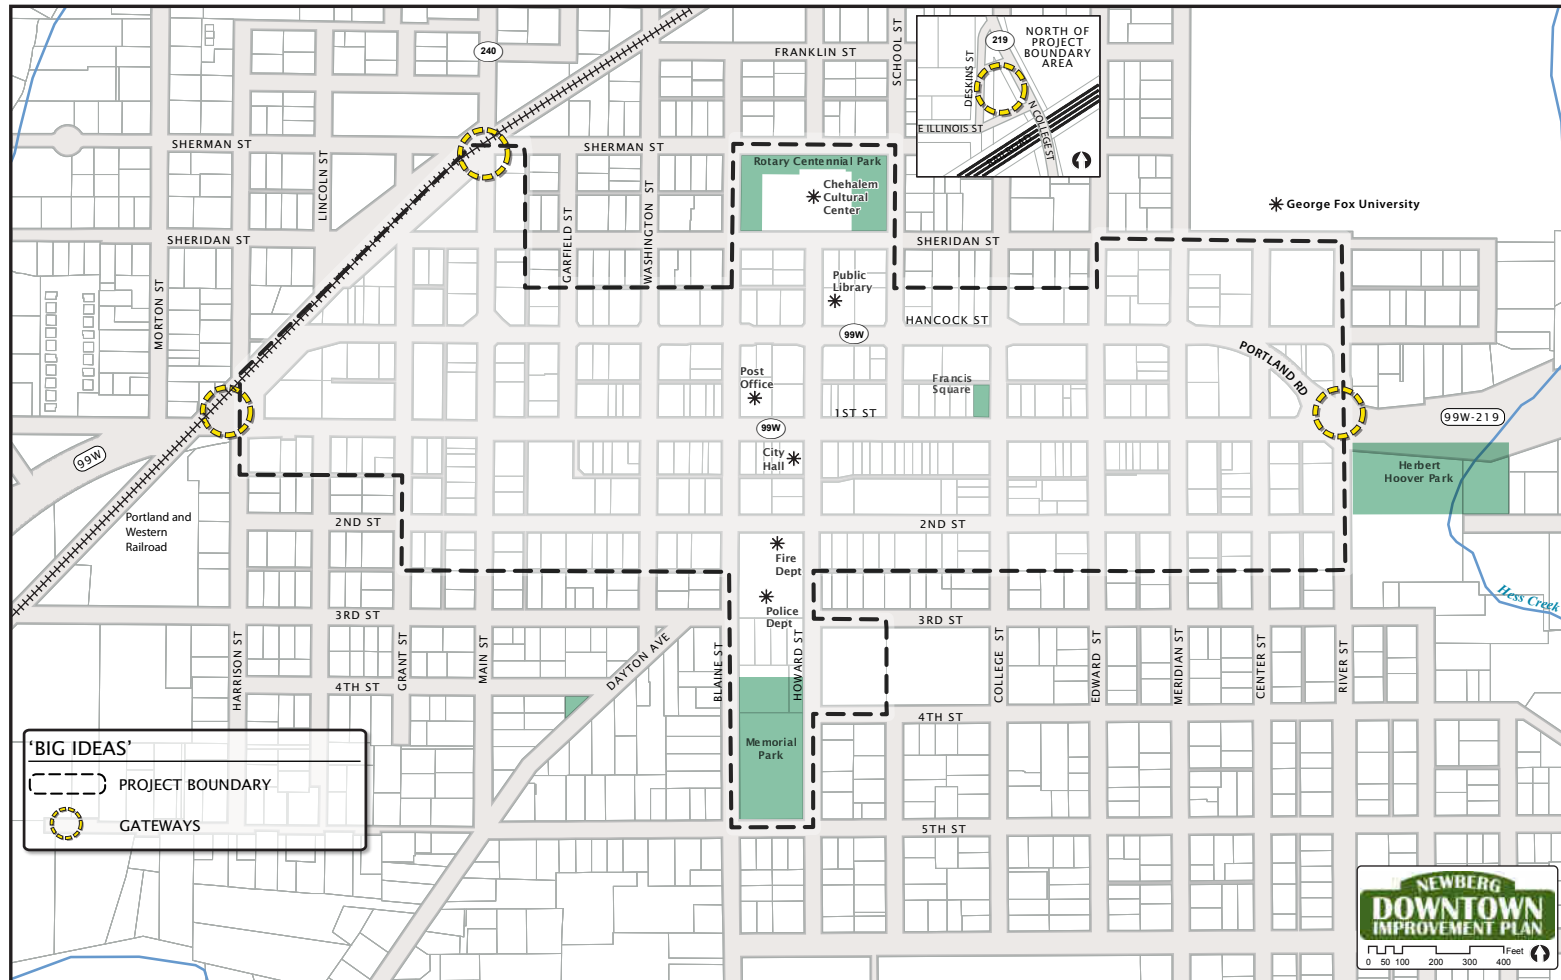 240
FRANKLIN ST
SCHOOL ST
219
NORTH OF
PROJECT
BOUNDARY
AREA
DESKINS ST
N COLLEGE ST
E ILLINOIS ST
SHERMAN ST
SHERMAN ST
LINCOLN ST
Rotary Centennial Park
Chehalem
Cultural
Center
George Fox University
SHERIDAN ST
SHERIDAN ST
GARFIELD ST
WASHINGTON ST
MORTON ST
Public
Library
HANCOCK ST
99W
PORTLAND RD
Post
Office
Francis
Square
1ST ST
99W
99W-219
99W
City
Hall
Herbert
Hoover Park
Portland and
Western
Railroad
2ND ST
2ND ST
Fire
Dept
Police
Dept
Hess Creek
3RD ST
3RD ST
HARRISON ST
GRANT ST
MAIN ST
DAYTON AVE
BLAINE ST
HOWARD ST
COLLEGE ST
EDWARD ST
MERIDIAN ST
CENTER ST
RIVER ST
4TH ST
4TH ST
Memorial
Park
5TH ST
'BIG IDEAS'
PROJECT BOUNDARY
GATEWAYS
NEWBERG
DOWNTOWN
IMPROVEMENT PLAN
Feet
0 50 100 200 300 400